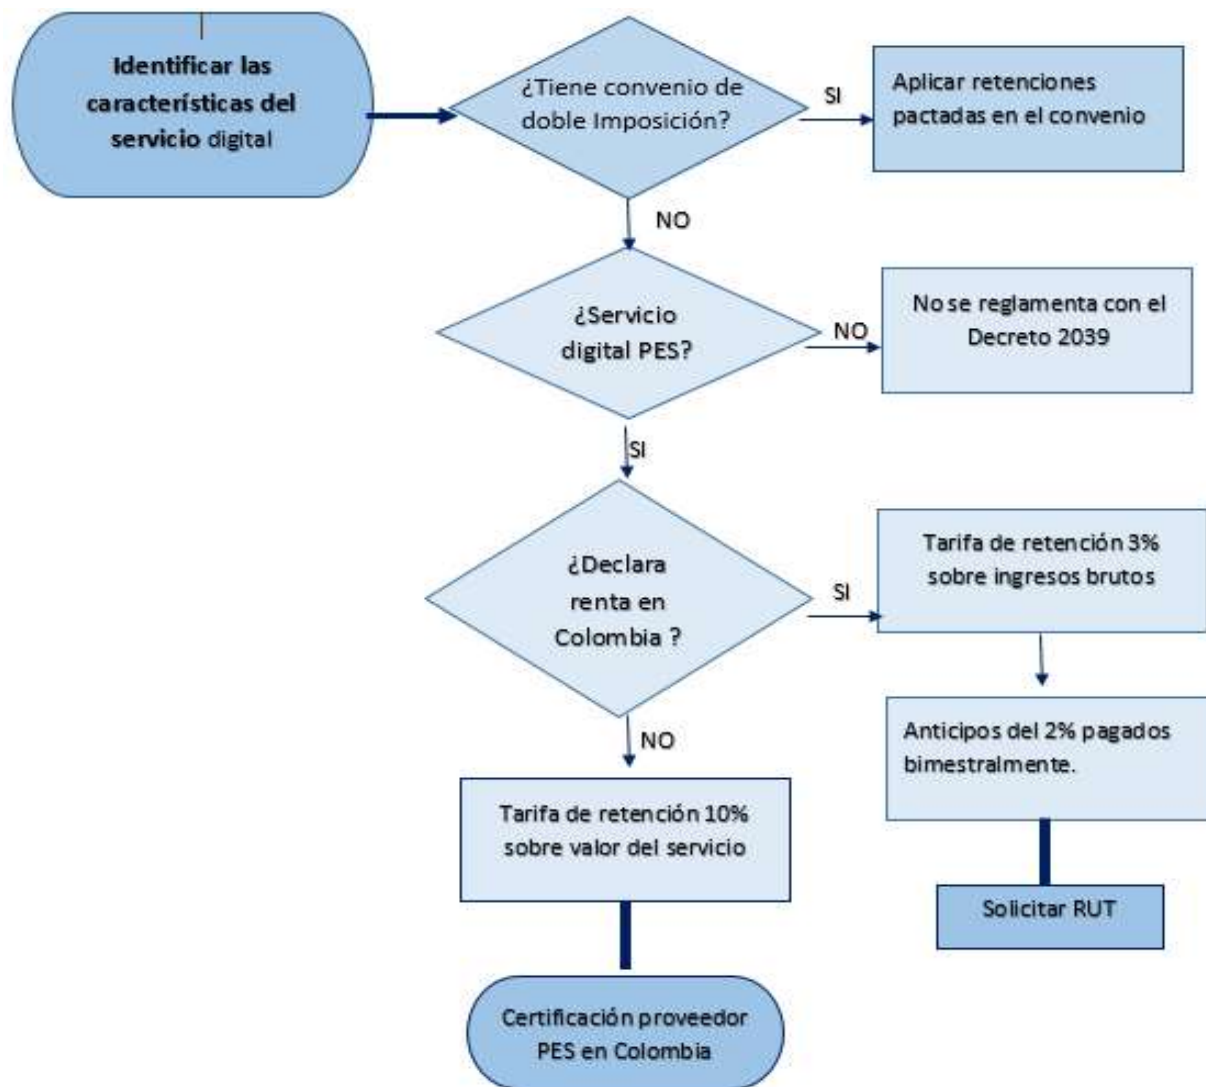 Identificar las
características del
servicio digital
¿Tiene convenio de
doble Imposición?
SI
Aplicar retenciones
pactadas en el convenio
NO
¿Servicio
digital PES?
NO
No se reglamenta con el
Decreto 2039
SI
¿Declara
renta en
Colombia ?
SI
Tarifa de retención 3%
sobre ingresos brutos
NO
Anticipos del 2% pagados
bimestralmente.
Tarifa de retención 10%
sobre valor del servicio
Solicitar RUT
Certificación proveedor
PES en Colombia